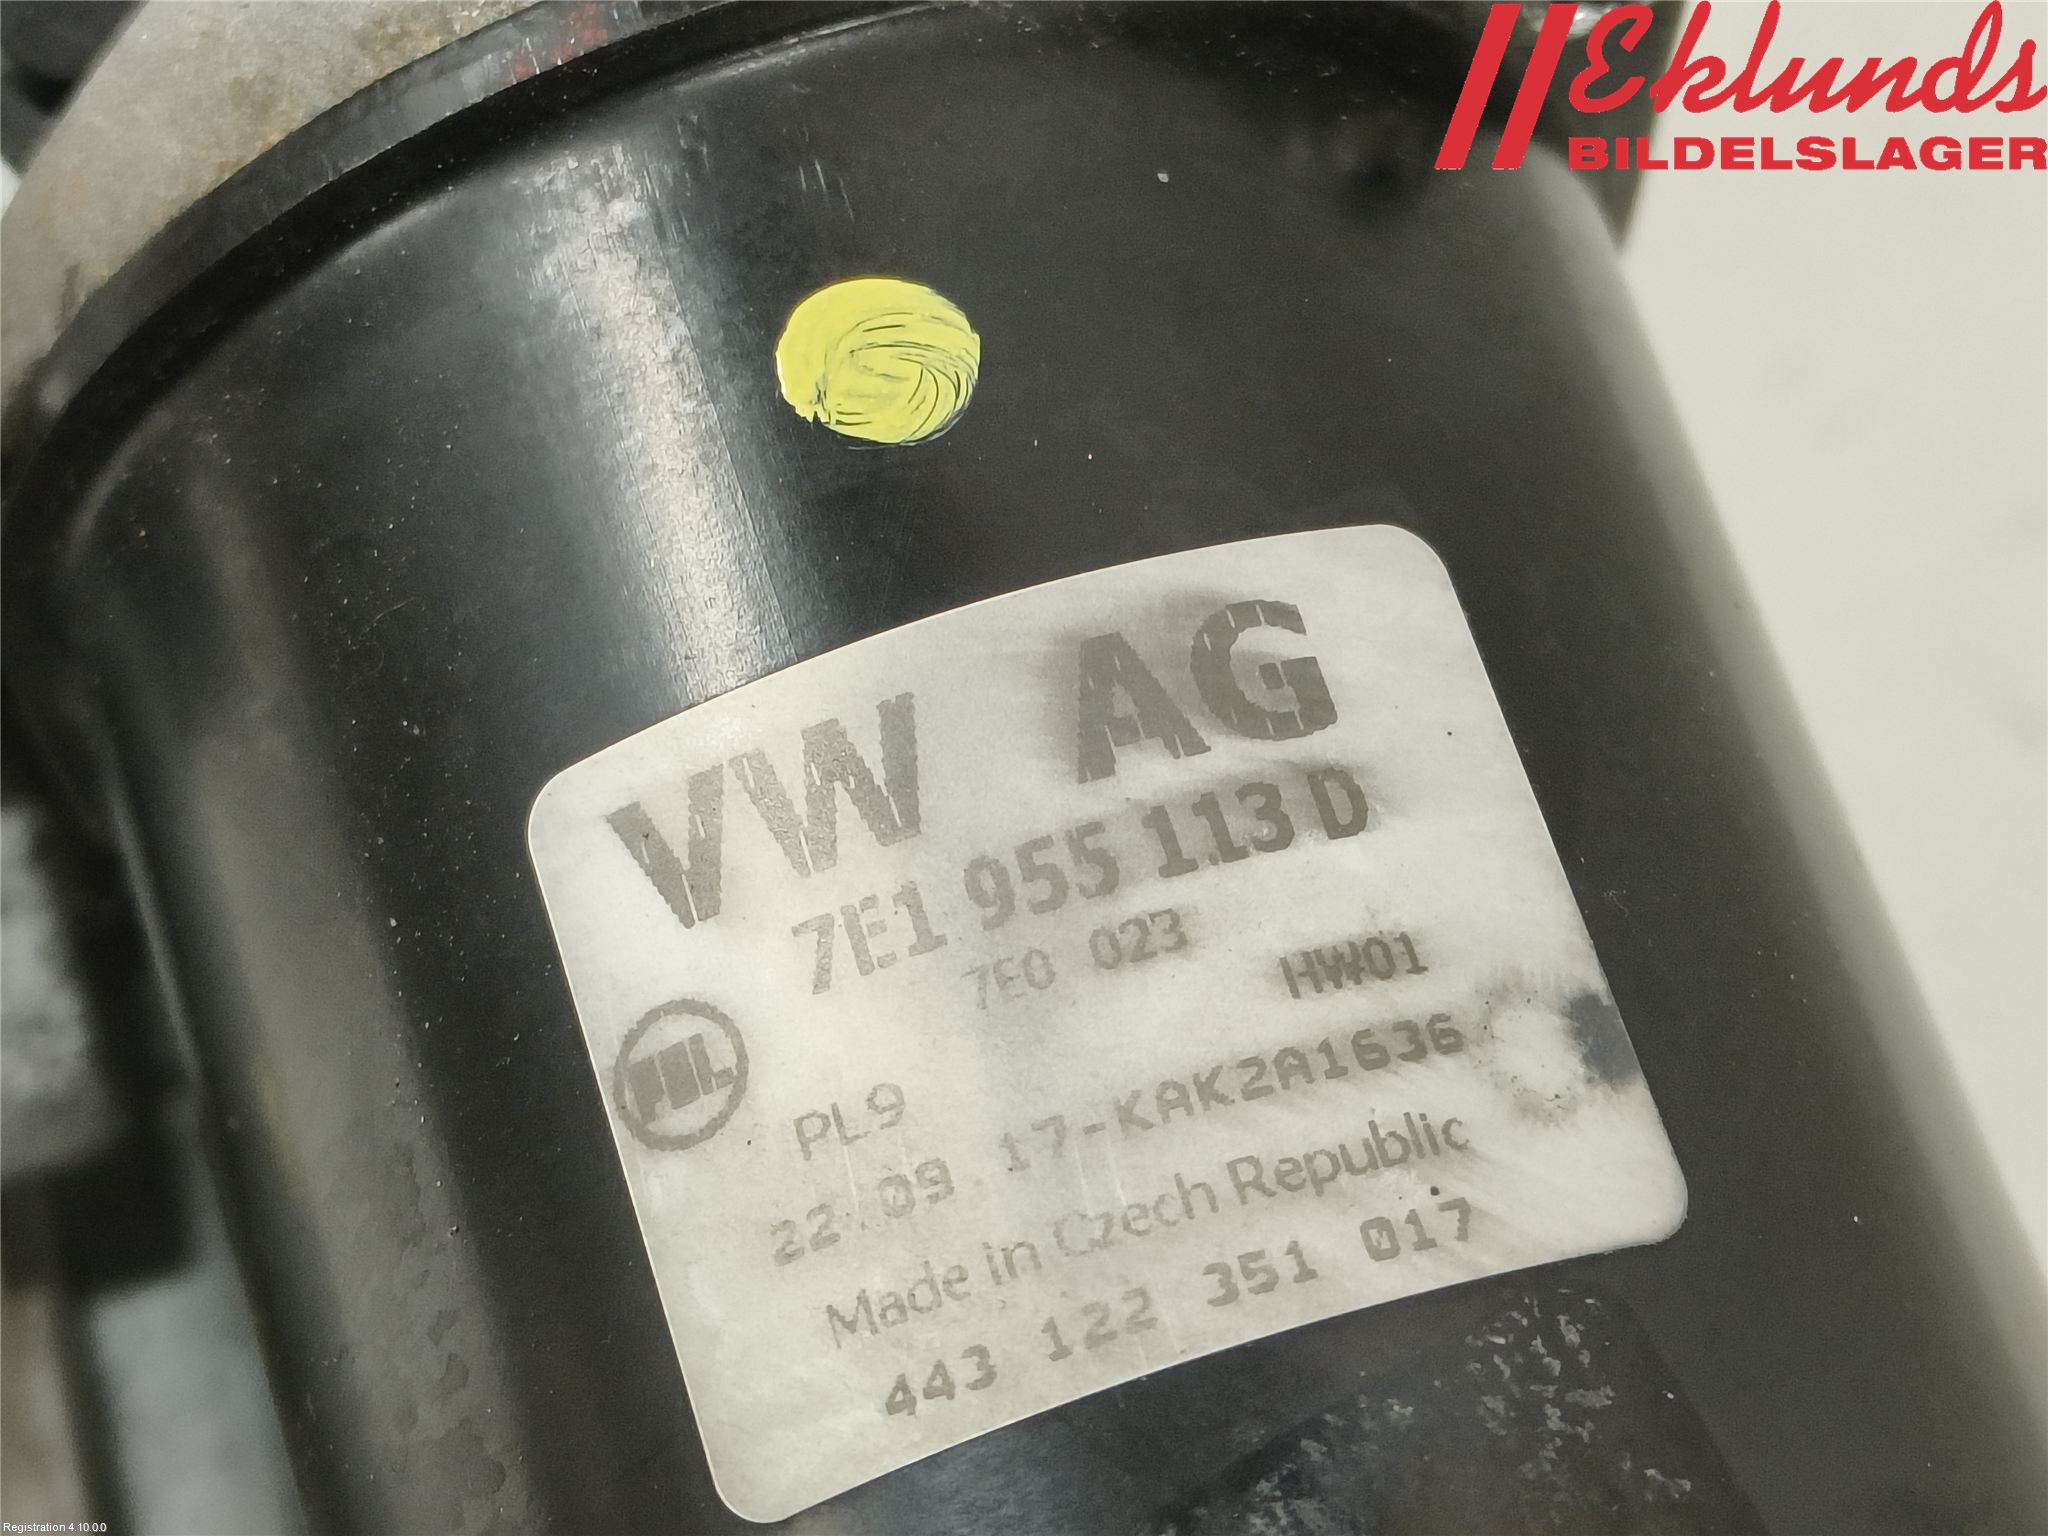 Eklunds
BILDELSLAGER
VW AG
7E1 955 113 D
7E0 023
HW01
PAL
PL9
22.09.17-KAK2A1636
Made in Czech Republic
443 122 351 017
Registration 4.10.0.0